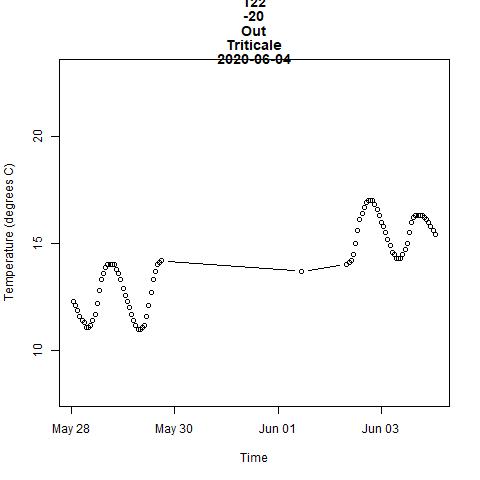 122
-20
Out
Triticale
2020-06-04
Temperature (degrees C)
20
15
10
May 28
May 30
Jun 01
Jun 03
Time